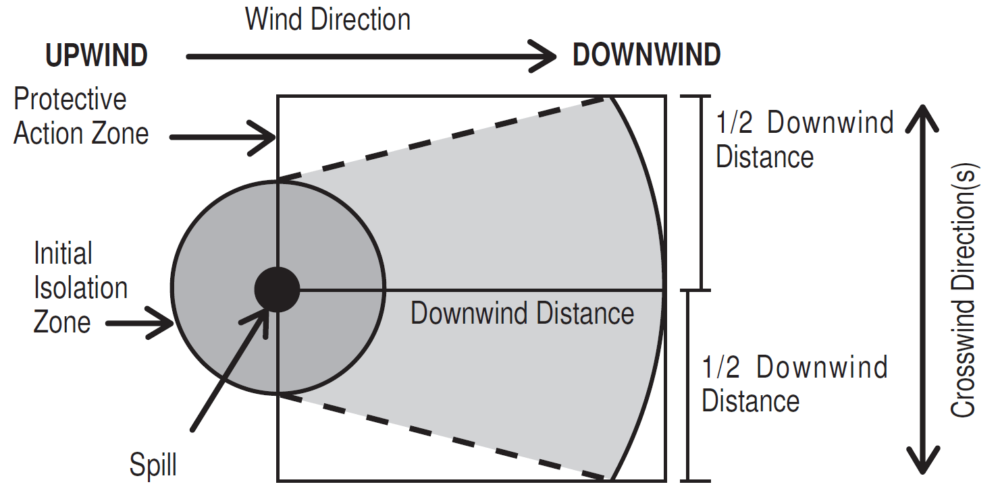 Wind Direction
UPWIND
DOWNWIND
Protective
Action Zone
1/2 Downwind
Distance
Crosswind Direction(s)
Initial
Isolation
Zone
Downwind Distance
1/2 Downwind
Distance
Spill